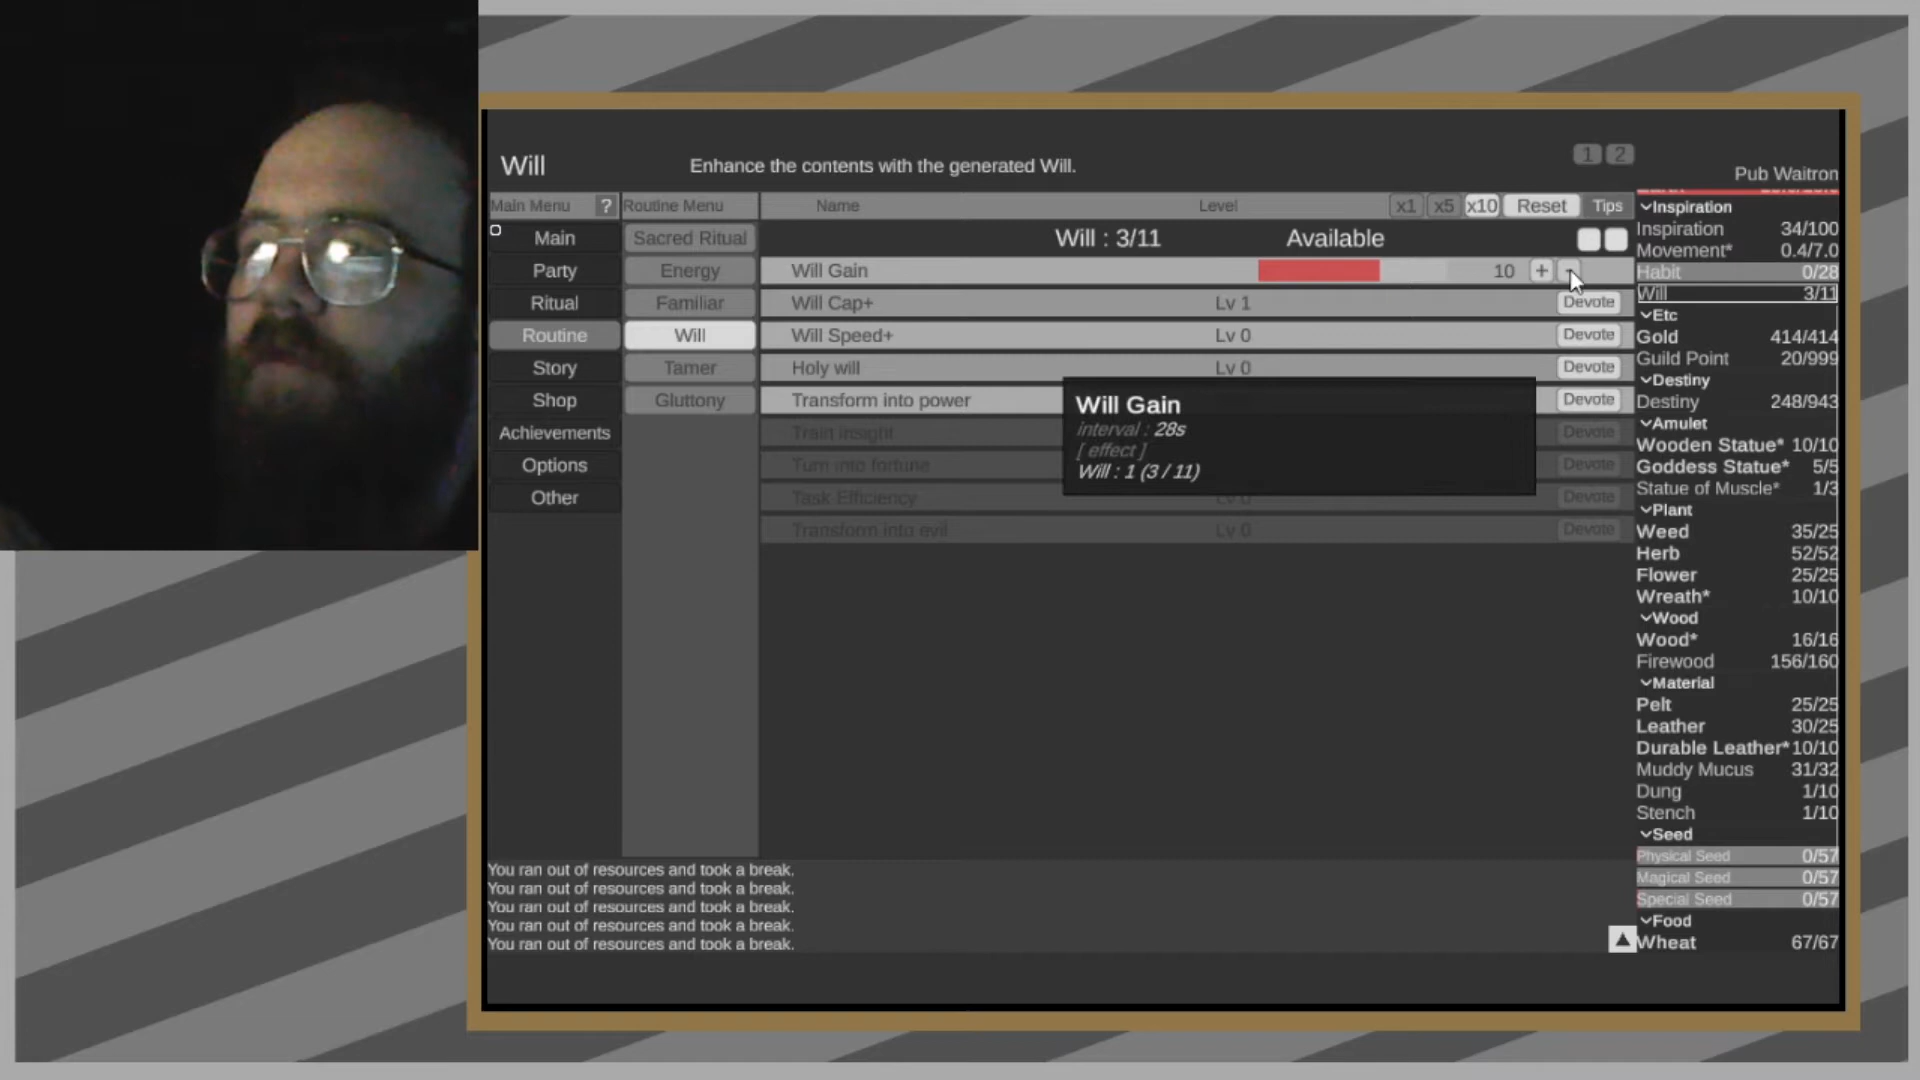 Will
Enhance the contents with the generated Will.
1 2
Pub Waitron
Main Menu ? Routine Menu Name Level x1 x5 x10 Reset Tips
Main
Party
Ritual
Routine
Story
Shop
Achievements
Options
Other
Sacred Ritual
Energy
Familiar
Will
Tamer
Gluttony
Will : 3/11 Available
Will Gain 10 +
Will Cap+ Lv 1 Devote
Will Speed+ Lv 0 Devote
Holy will Lv 0 Devote
Transform into power Devote
Train insight Devote
Turn into fortune Devote
Task Efficiency Lv 0 Devote
Transform into evil Lv 0 Devote
Will Gain
interval : 28s
[ effect ]
Will : 1 (3 / 11)
Inspiration
Inspiration 34/100
Movement* 0.4/7.0
Habit 0/28
Will 3/11
Etc
Gold 414/414
Guild Point 20/999
Destiny
Destiny 248/943
Amulet
Wooden Statue* 10/10
Goddess Statue* 5/5
Statue of Muscle* 1/3
Plant
Weed 35/25
Herb 52/52
Flower 25/25
Wreath* 10/10
Wood
Wood* 16/16
Firewood 156/160
Material
Pelt 25/25
Leather 30/25
Durable Leather* 10/10
Muddy Mucus 31/32
Dung 1/10
Stench 1/10
Seed
Physical Seed 0/57
Magical Seed 0/57
Special Seed 0/57
Food
Wheat 67/67
You ran out of resources and took a break.
You ran out of resources and took a break.
You ran out of resources and took a break.
You ran out of resources and took a break.
You ran out of resources and took a break.